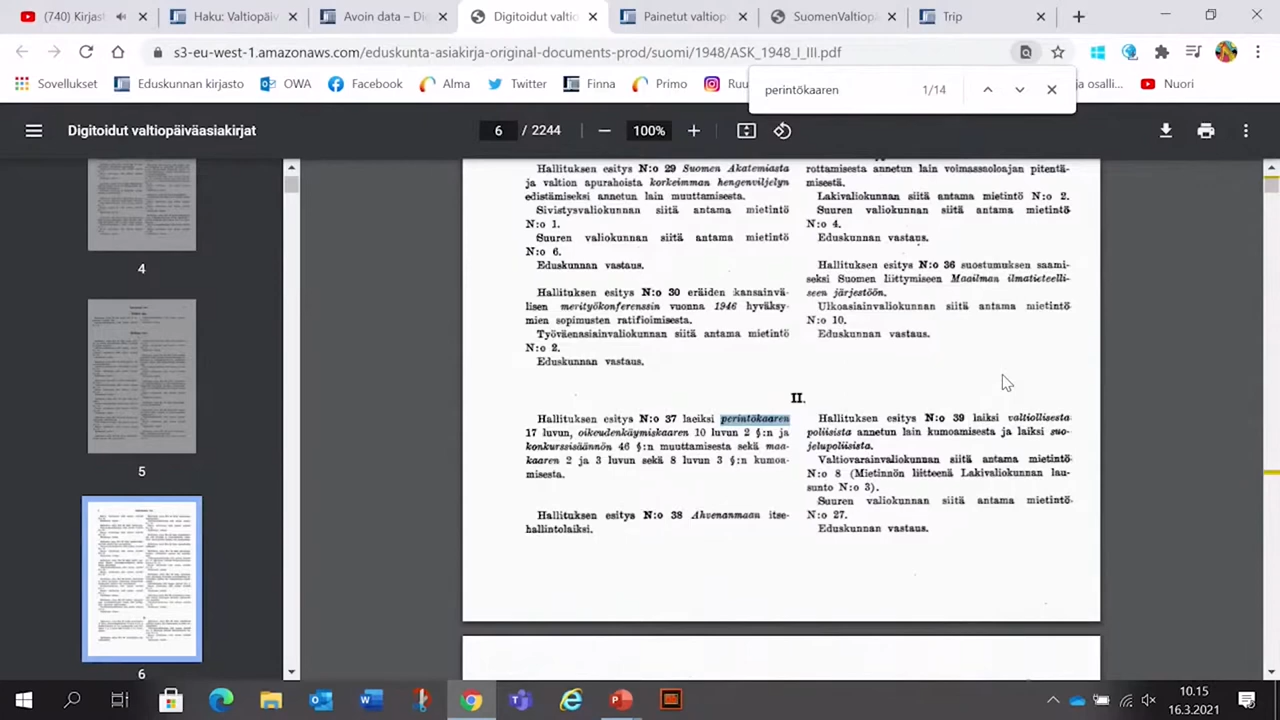 (740) Kirjast
Haku: Valtiopäiv
Avoin data – Di
Digitoidut valtio
Painetut valtiop
SuomenValtiopä
Trip
s3-eu-west-1.amazonaws.com/eduskunta-asiakirja-original-documents-prod/suomi/1948/ASK_1948_I_III.pdf
Sovellukset
Eduskunnan kirjasto
OWA
Facebook
Alma
Twitter
Finna
Primo
Ruu
perintökaaren
1/14
a osalli...
Nuori
Digitoidut valtiopäiväasiakirjat
6 / 2244
100%
4
5
6
Hallituksen esitys N:o 29 Suomen Akatemiasta
ja valtion apurahoista korkeimman hengenviljelyn
edistämiseksi annetun lain muuttamisesta.
Sivistysvaliokunnan siitä antama mietintö
N:o 1.
Suuren valiokunnan siitä antama mietintö
N:o 6.
Eduskunnan vastaus.
Hallituksen esitys N:o 30 eräiden kansainvä-
lisen merityökonferenssin vuonna 1946 hyväksy-
mien sopimusten ratifioimisesta.
Työväenasiainvaliokunnan siitä antama mietintö
N:o 2.
Eduskunnan vastaus.
rottamisesta annetun lain voimassaoloajan pitentä-
misestä.
Lakivaliokunnan siitä antama mietintö N:o 2.
Suuren valiokunnan siitä antama mietintö
N:o 4.
Eduskunnan vastaus.
Hallituksen esitys N:o 36 suostumuksen saami-
seksi Suomen liittymiseen Maailman ilmatieteelli-
seen järjestöön.
Ulkoasiainvaliokunnan siitä antama mietintö
N:o 10.
Eduskunnan vastaus.
II.
Hallituksen esitys N:o 37 laeiksi perintökaaren
17 luvun, oikeudenkäymiskaaren 10 luvun 2 §:n ja
konkurssisäännön 46 §:n muuttamisesta sekä maa-
kaaren 2 ja 3 luvun sekä 8 luvun 3 §:n kumoa-
misesta.
Hallituksen esitys N:o 38 Ahvenanmaan itse-
hallintolaiksi.
Hallituksen esitys N:o 39 laiksi valtiollisesta
poliisista annetun lain kumoamisesta ja laiksi suo-
jelupoliisista.
Valtiovarainvaliokunnan siitä antama mietintö
N:o 8 (Mietinnön liitteenä Lakivaliokunnan lau-
sunto N:o 3).
Suuren valiokunnan siitä antama mietintö
N:o 27.
Eduskunnan vastaus.
10.15
16.3.2021